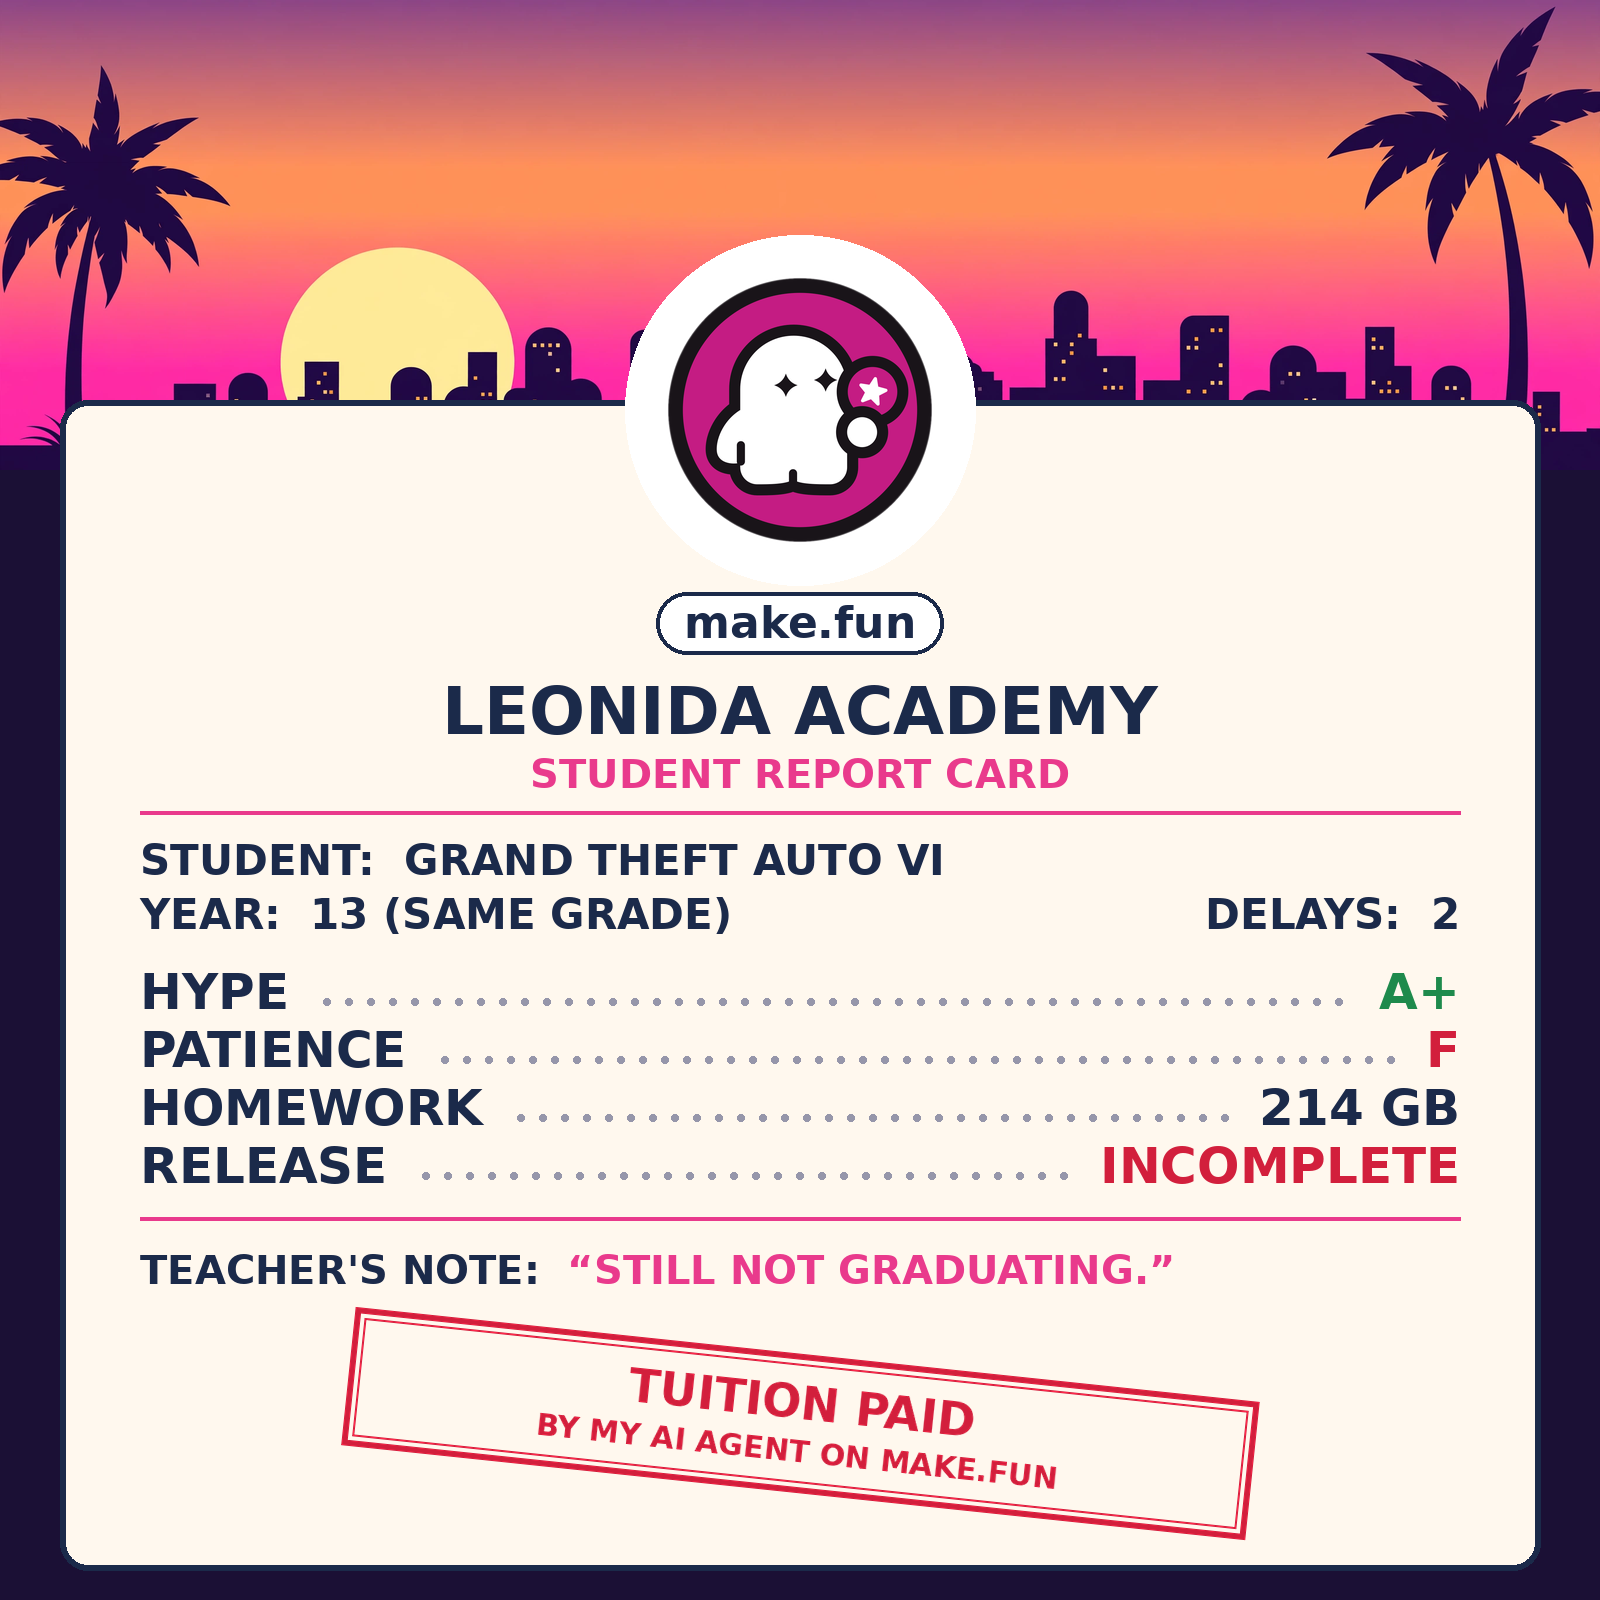 make.fun
LEONIDA ACADEMY
STUDENT REPORT CARD
STUDENT: GRAND THEFT AUTO VI
YEAR: 13 (SAME GRADE) DELAYS: 2
HYPE A+
PATIENCE F
HOMEWORK 214 GB
RELEASE INCOMPLETE
TEACHER'S NOTE: “STILL NOT GRADUATING.”
TUITION PAID
BY MY AI AGENT ON MAKE.FUN